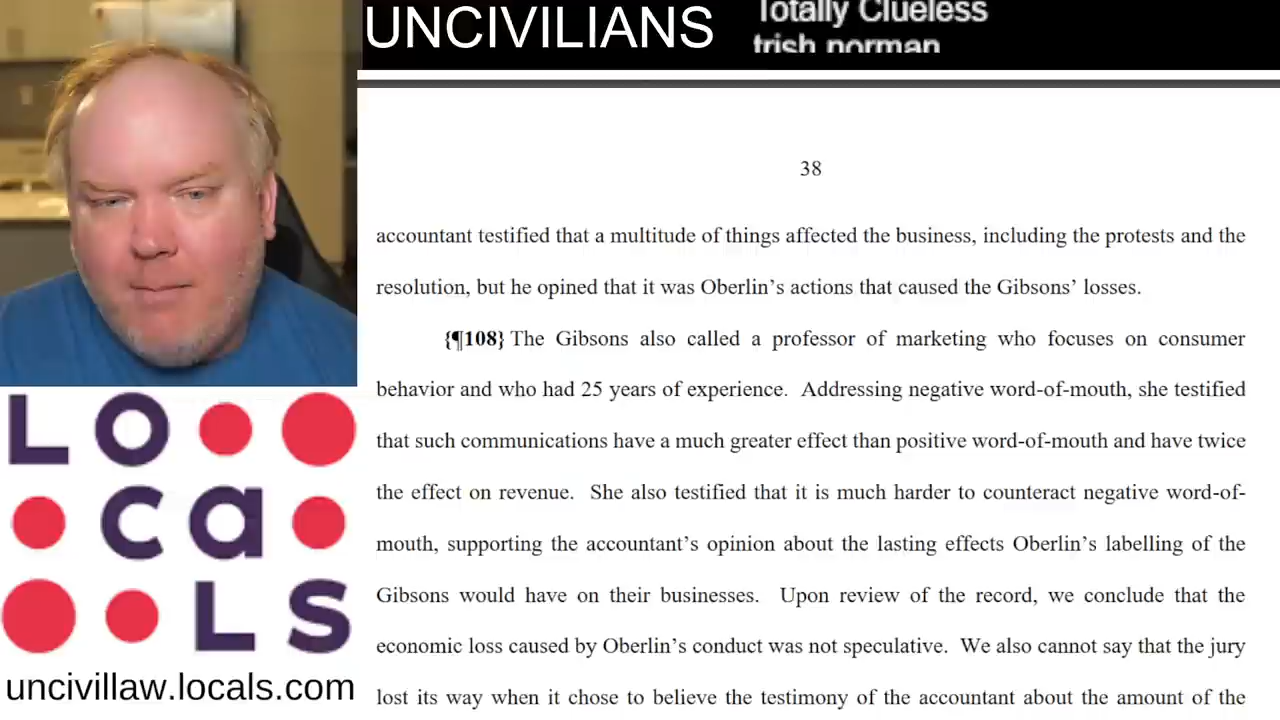 UNCIVILIANS
Totally Clueless
trish norman
38
accountant testified that a multitude of things affected the business, including the protests and the
resolution, but he opined that it was Oberlin’s actions that caused the Gibsons’ losses.
{¶108} The Gibsons also called a professor of marketing who focuses on consumer
behavior and who had 25 years of experience. Addressing negative word-of-mouth, she testified
that such communications have a much greater effect than positive word-of-mouth and have twice
the effect on revenue. She also testified that it is much harder to counteract negative word-of-
mouth, supporting the accountant’s opinion about the lasting effects Oberlin’s labelling of the
Gibsons would have on their businesses. Upon review of the record, we conclude that the
economic loss caused by Oberlin’s conduct was not speculative. We also cannot say that the jury
lost its way when it chose to believe the testimony of the accountant about the amount of the
LO
ca
LS
uncivillaw.locals.com